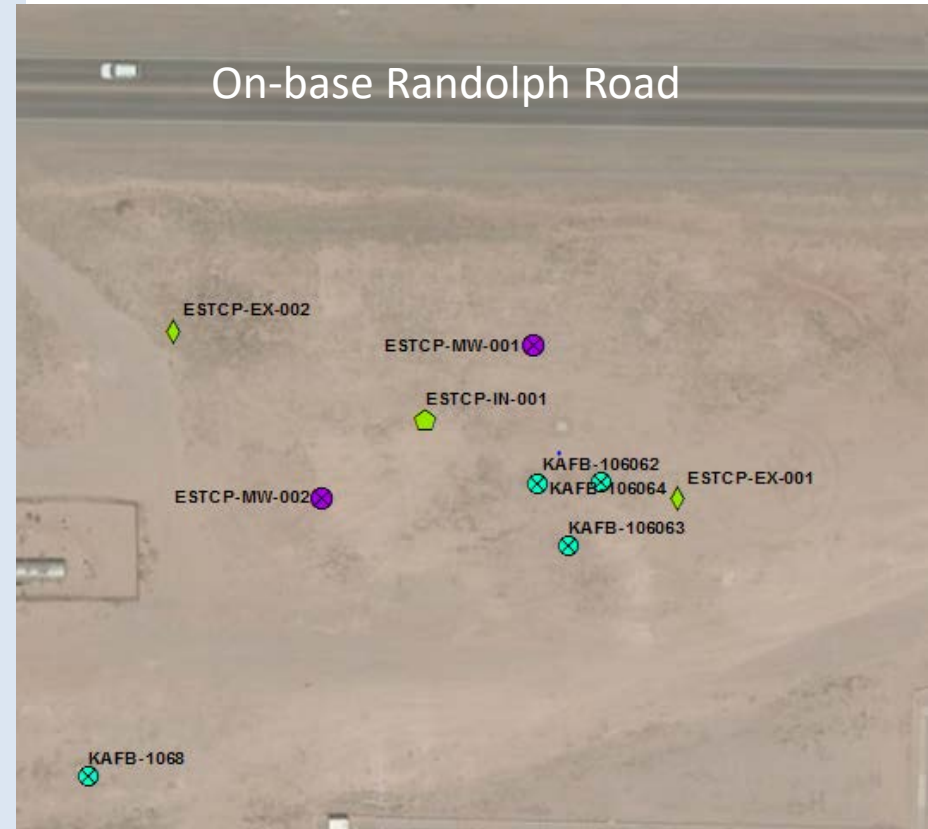 On-base Randolph Road
ESTCP-EX-002
ESTCP-MW-001
ESTCP-IN-001
KAFB-106062
ESTCP-EX-001
KAFB-106064
ESTCP-MW-002
KAFB-106063
KAFB-1068